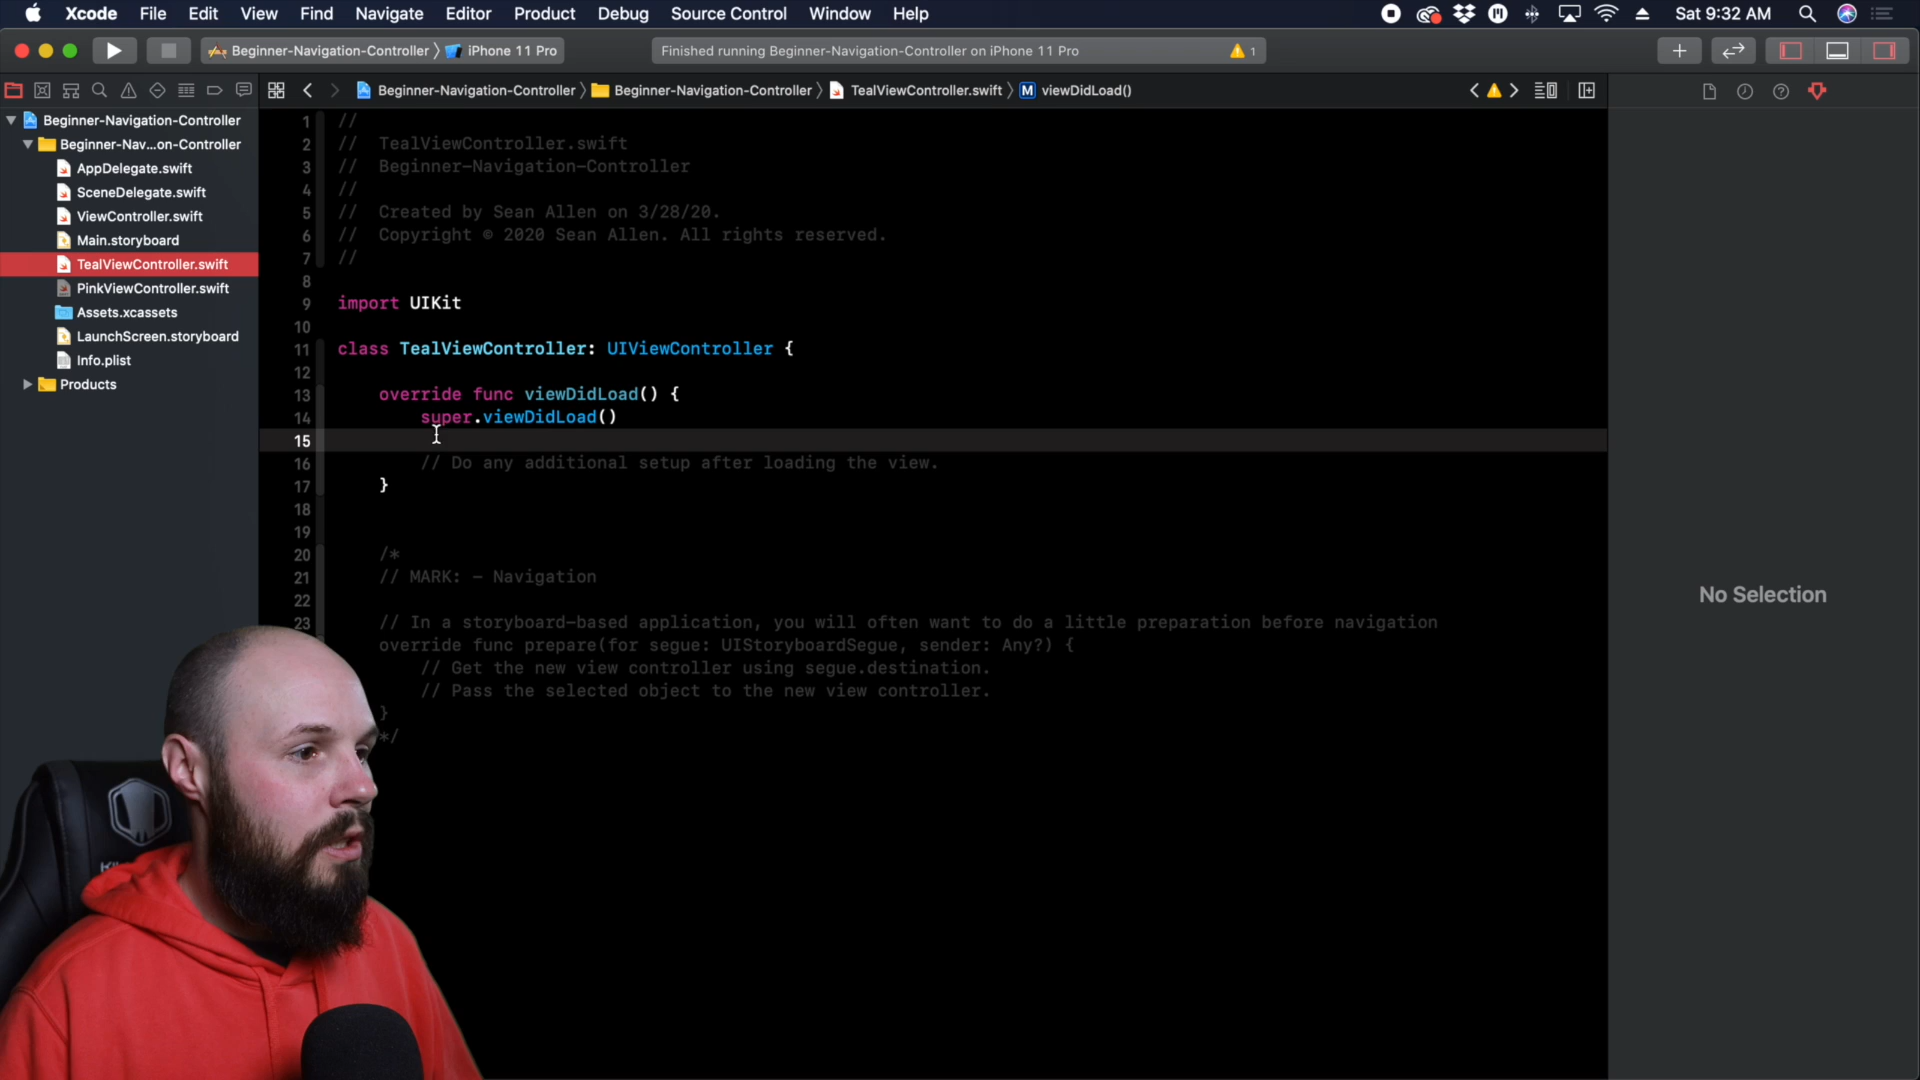 Xcode File Edit View Find Navigate Editor Product Debug Source Control Window Help Sat 9:32 AM
Beginner-Navigation-Controller 〉 iPhone 11 Pro Finished running Beginner-Navigation-Controller on iPhone 11 Pro 1
Beginner-Navigation-Controller 〉 Beginner-Navigation-Controller 〉 TealViewController.swift 〉 M viewDidLoad()
Beginner-Navigation-Controller
Beginner-Nav...on-Controller
AppDelegate.swift
SceneDelegate.swift
ViewController.swift
Main.storyboard
TealViewController.swift
PinkViewController.swift
Assets.xcassets
LaunchScreen.storyboard
Info.plist
Products
1 //
2 // TealViewController.swift
3 // Beginner-Navigation-Controller
4 //
5 // Created by Sean Allen on 3/28/20.
6 // Copyright © 2020 Sean Allen. All rights reserved.
7 //
8
9 import UIKit
10
11 class TealViewController: UIViewController {
12
13 override func viewDidLoad() {
14 super.viewDidLoad()
15
16 // Do any additional setup after loading the view.
17 }
18
19
20 /*
21 // MARK: - Navigation
22
23 // In a storyboard-based application, you will often want to do a little preparation before navigation
override func prepare(for segue: UIStoryboardSegue, sender: Any?) {
// Get the new view controller using segue.destination.
// Pass the selected object to the new view controller.
}
*/
No Selection